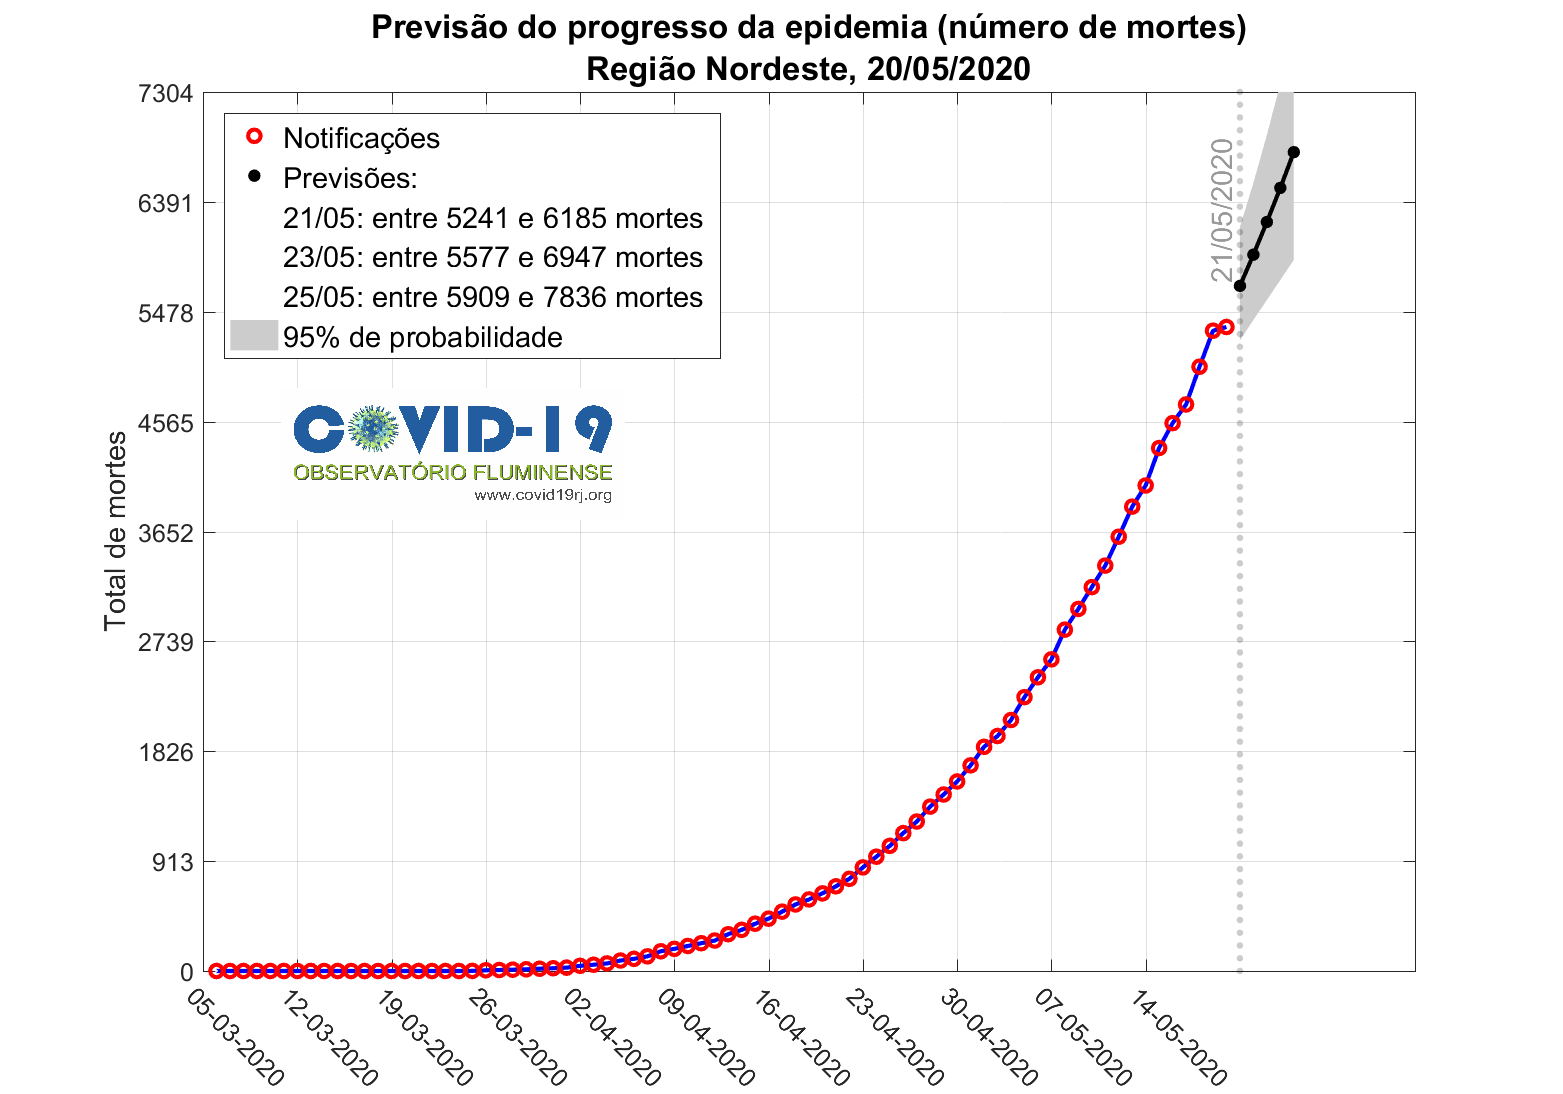 Previsão do progresso da epidemia (número de mortes)
Região Nordeste, 20/05/2020
7304
6391
5478
4565
3652
2739
1826
913
0
Total de mortes
Notificações
Previsões:
21/05: entre 5241 e 6185 mortes
23/05: entre 5577 e 6947 mortes
25/05: entre 5909 e 7836 mortes
95% de probabilidade
COVID-19
OBSERVATÓRIO FLUMINENSE
www.covid19rj.org
21/05/2020
05-03-2020
12-03-2020
19-03-2020
26-03-2020
02-04-2020
09-04-2020
16-04-2020
23-04-2020
30-04-2020
07-05-2020
14-05-2020